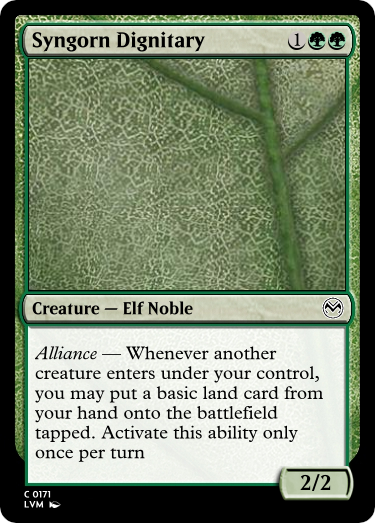 Syngorn Dignitary 1
Creature — Elf Noble
Alliance — Whenever another
creature enters under your control,
you may put a basic land card from
your hand onto the battlefield
tapped. Activate this ability only
once per turn
2/2
C 0171
LVM